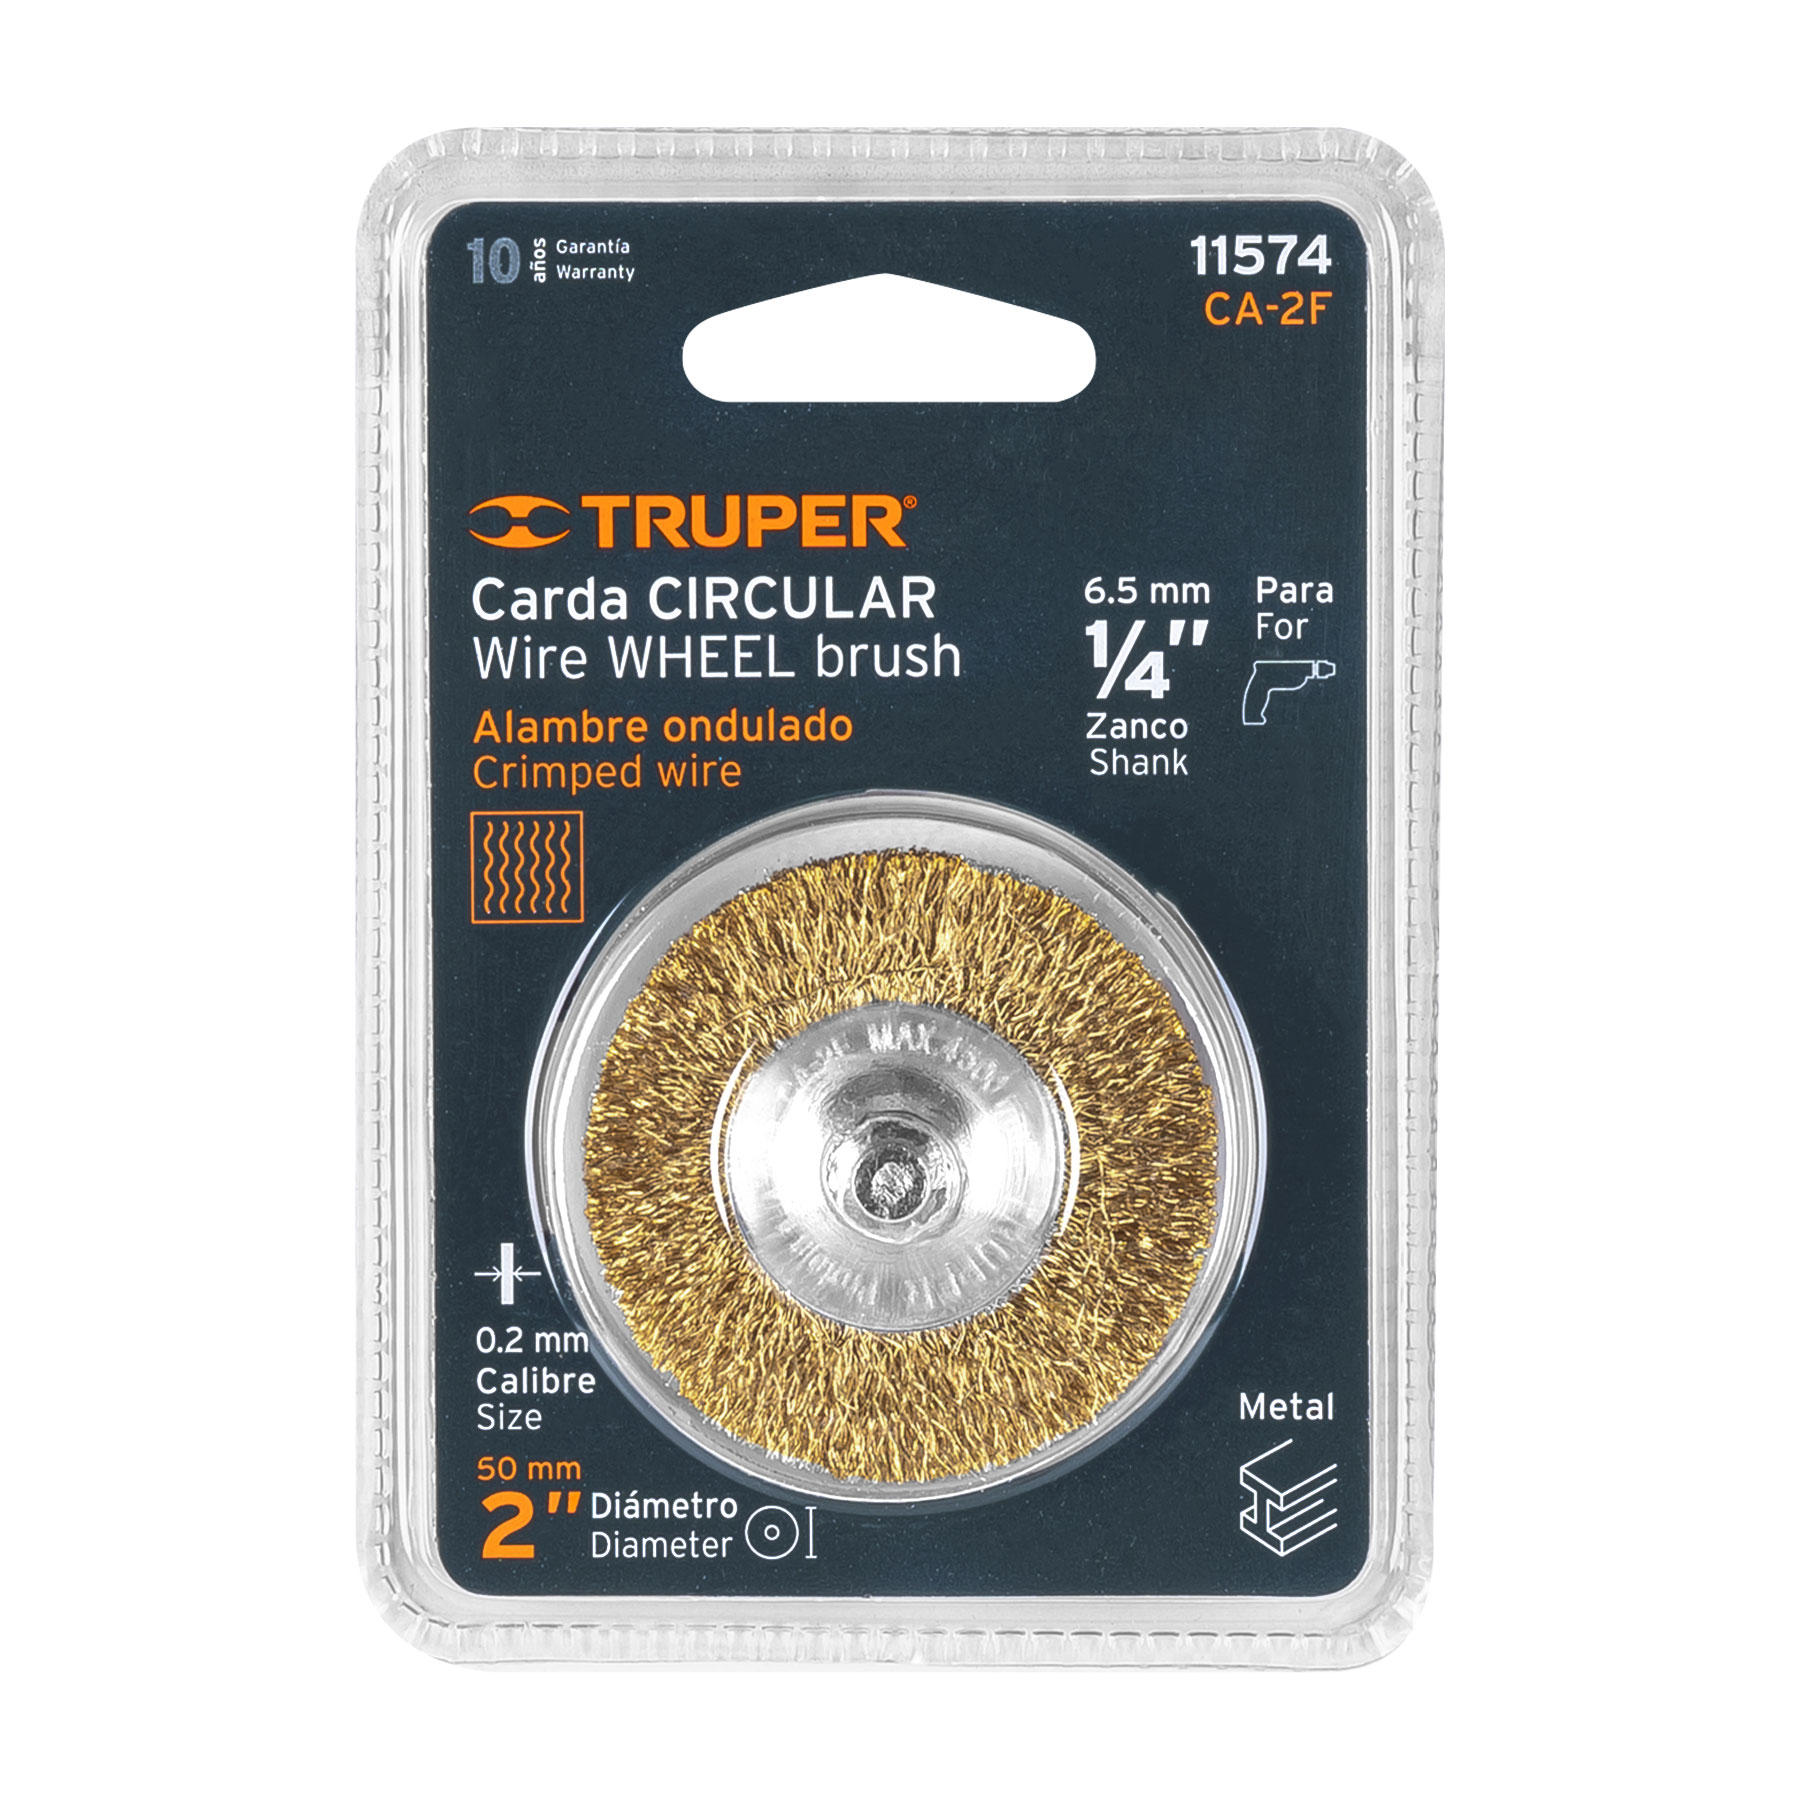 10 años Garantía
Warranty
11574
CA-2F
TRUPER®
Carda CIRCULAR
Wire WHEEL brush
Alambre ondulado
Crimped wire
6.5 mm
1/4"
Zanco
Shank
Para
For
MAX 4500
0.2 mm
Calibre
Size
50 mm
2"
Diámetro
Diameter
Metal